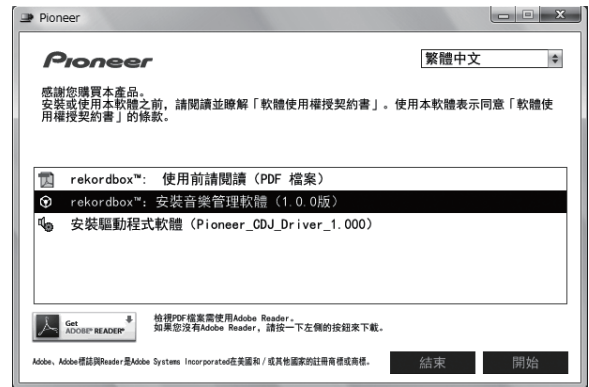 Pioneer
Pioneer
繁體中文
感謝您購買本產品。
安裝或使用本軟體之前，請閱讀並瞭解「軟體使用權授契約書」。使用本軟體表示同意「軟體使
用權授契約書」的條款。
rekordbox™: 使用前請閱讀（PDF 檔案）
rekordbox™: 安裝音樂管理軟體（1.0.0版）
安裝驅動程式軟體（Pioneer_CDJ_Driver_1.000）
Get
ADOBE® READER®
檢視PDF檔案需使用Adobe Reader。
如果您沒有Adobe Reader，請按一下左側的按鈕來下載。
Adobe、Adobe標誌與Reader是Adobe Systems Incorporated在美國和／或其他國家的註冊商標或商標。
結束
開始